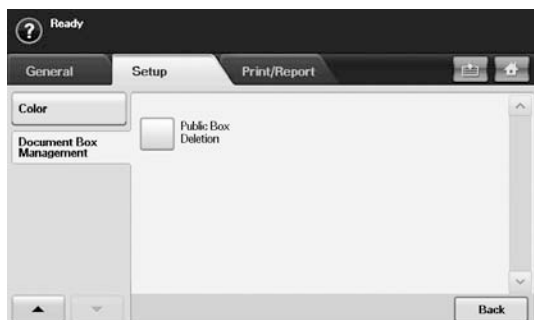 ?
Ready
General
Setup
Print/Report
Color
Document Box
Management
Public Box
Deletion
Back